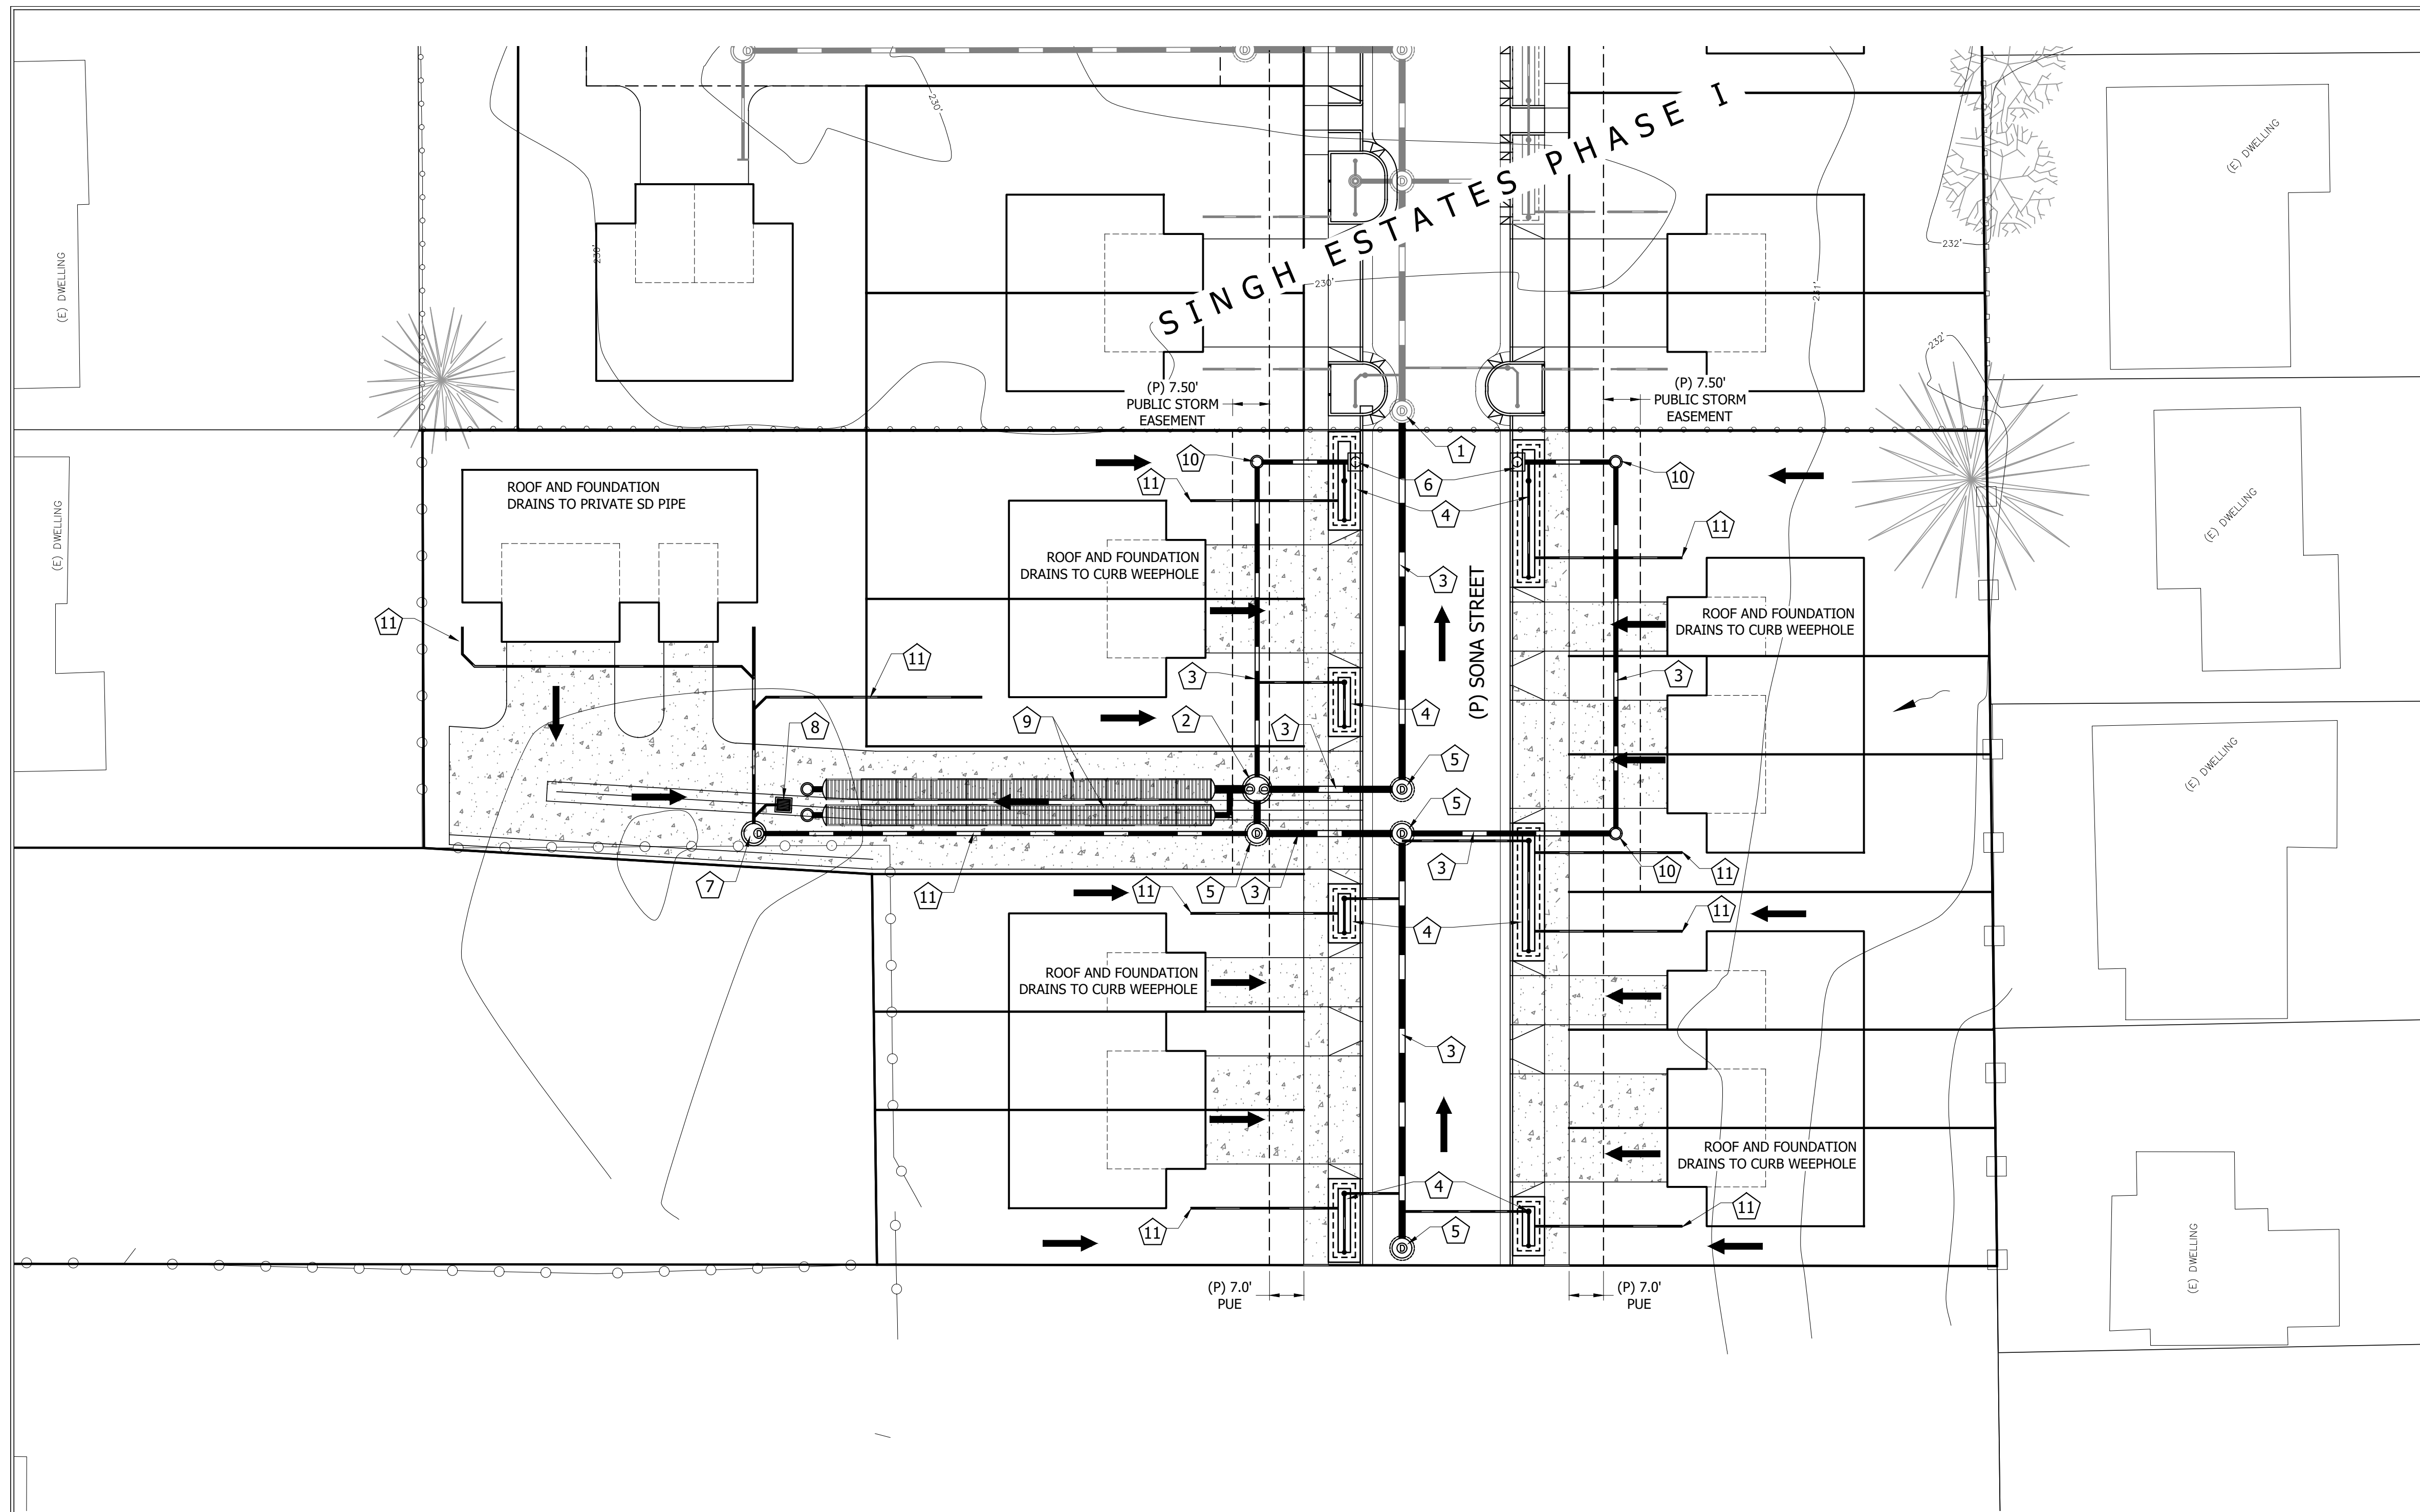 SINGH ESTATES PHASE I
230'
230'
230'
231'
232'
232'
(E) DWELLING
(E) DWELLING
(E) DWELLING
(E) DWELLING
(E) DWELLING
(E) DWELLING
(P) 7.50'
PUBLIC STORM
EASEMENT
(P) 7.50'
PUBLIC STORM
EASEMENT
1
10
11
6
4
10
11
ROOF AND FOUNDATION
DRAINS TO PRIVATE SD PIPE
ROOF AND FOUNDATION
DRAINS TO CURB WEEPHOLE
3
(P) SONA STREET
ROOF AND FOUNDATION
DRAINS TO CURB WEEPHOLE
11
11
3
3
8
9
2
3
4
5
5
D
D
D
D
D
D
D
D
D
7
11
11
5
3
3
10
11
4
11
ROOF AND FOUNDATION
DRAINS TO CURB WEEPHOLE
3
ROOF AND FOUNDATION
DRAINS TO CURB WEEPHOLE
4
11
11
5
D
(P) 7.0'
PUE
(P) 7.0'
PUE